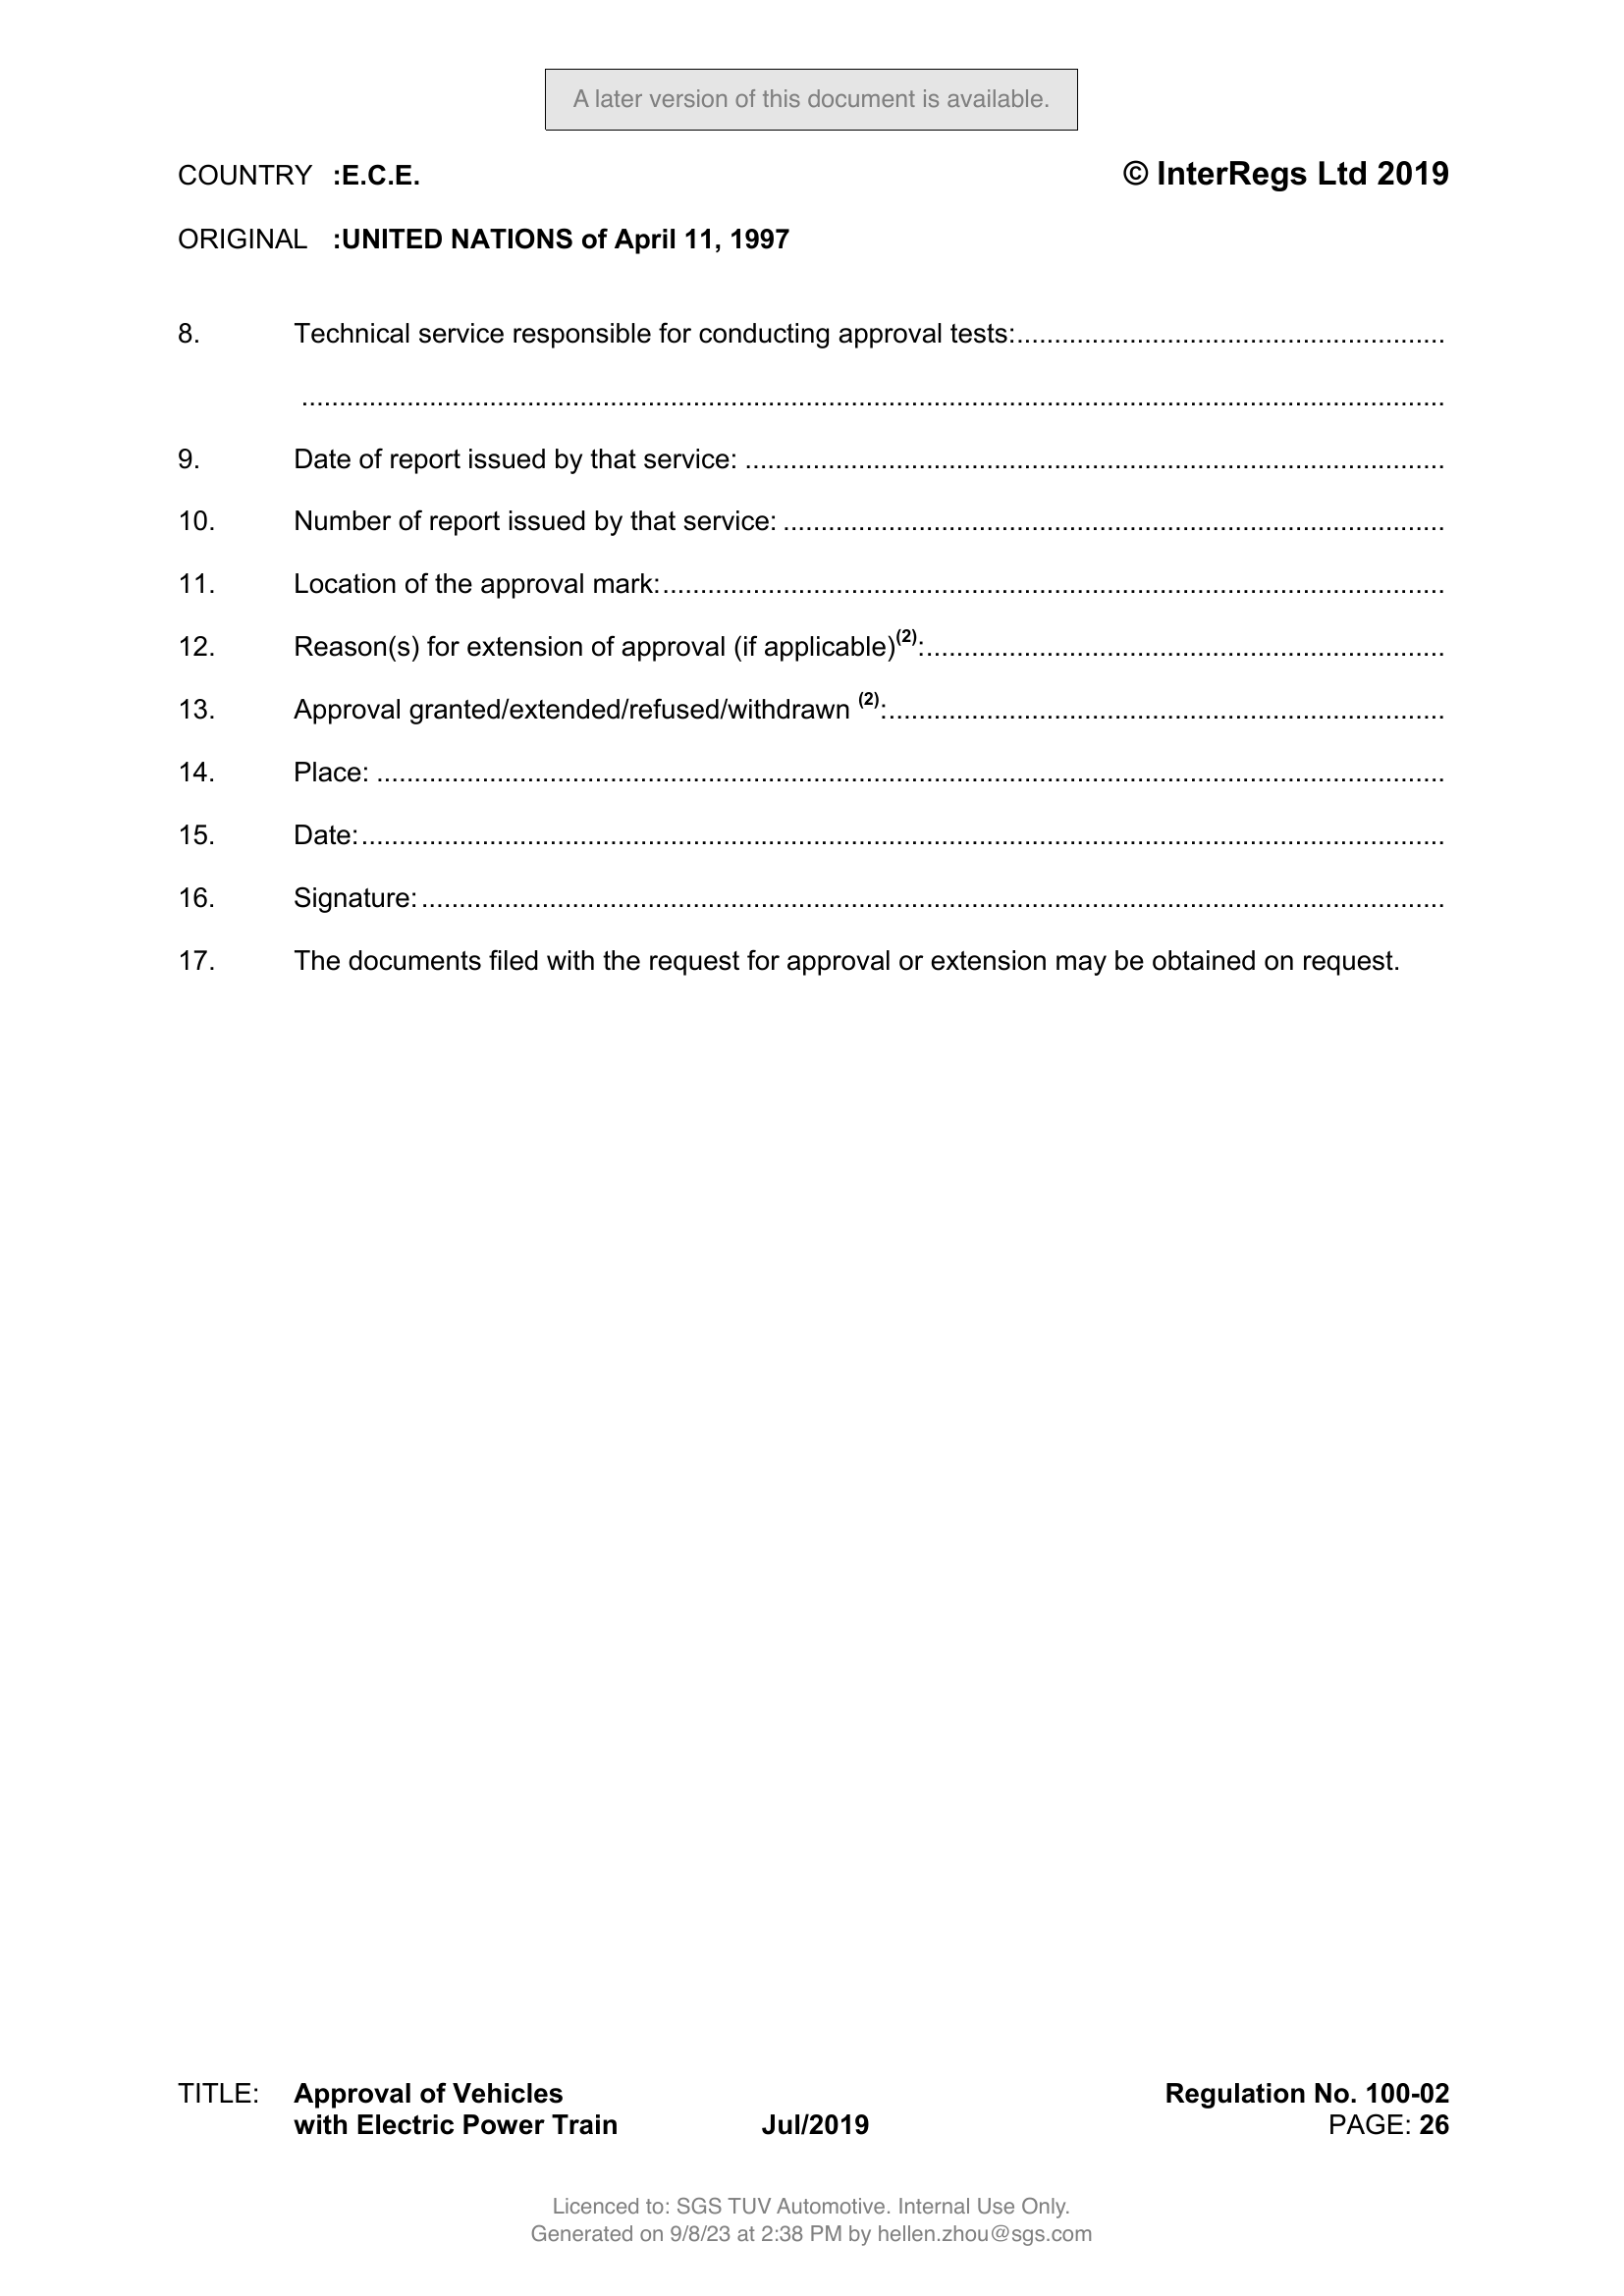 A later version of this document is available.
COUNTRY :E.C.E. © InterRegs Ltd 2019
ORIGINAL :UNITED NATIONS of April 11, 1997
8. Technical service responsible for conducting approval tests:.........................................................
........................................................................................................................................................
9. Date of report issued by that service: .............................................................................................
10. Number of report issued by that service: ........................................................................................
11. Location of the approval mark:........................................................................................................
12. Reason(s) for extension of approval (if applicable)(2):.....................................................................
13. Approval granted/extended/refused/withdrawn (2):..........................................................................
14. Place: ..............................................................................................................................................
15. Date:................................................................................................................................................
16. Signature:........................................................................................................................................
17. The documents filed with the request for approval or extension may be obtained on request.
TITLE: Approval of Vehicles Regulation No. 100-02
with Electric Power Train Jul/2019 PAGE: 26
Licenced to: SGS TUV Automotive. Internal Use Only.
Generated on 9/8/23 at 2:38 PM by hellen.zhou@sgs.com